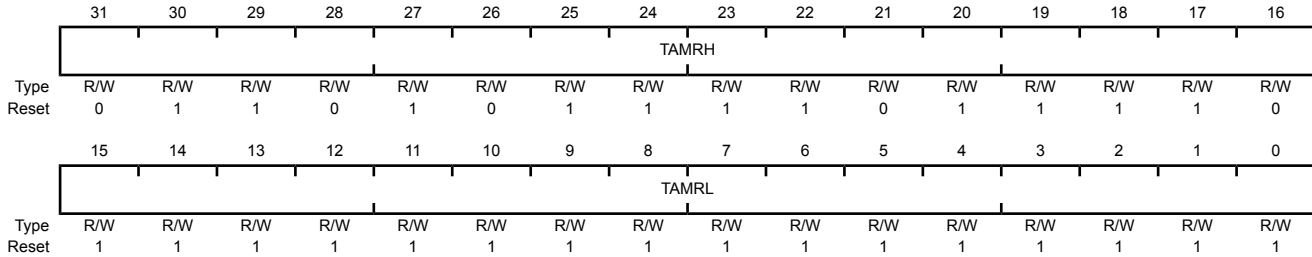 31 30 29 28 27 26 25 24 23 22 21 20 19 18 17 16
TAMRH
Type R/W R/W R/W R/W R/W R/W R/W R/W R/W R/W R/W R/W R/W R/W R/W R/W
Reset 0 1 1 0 1 0 1 1 1 1 0 1 1 1 1 0
15 14 13 12 11 10 9 8 7 6 5 4 3 2 1 0
TAMRL
Type R/W R/W R/W R/W R/W R/W R/W R/W R/W R/W R/W R/W R/W R/W R/W R/W
Reset 1 1 1 1 1 1 1 1 1 1 1 1 1 1 1 1